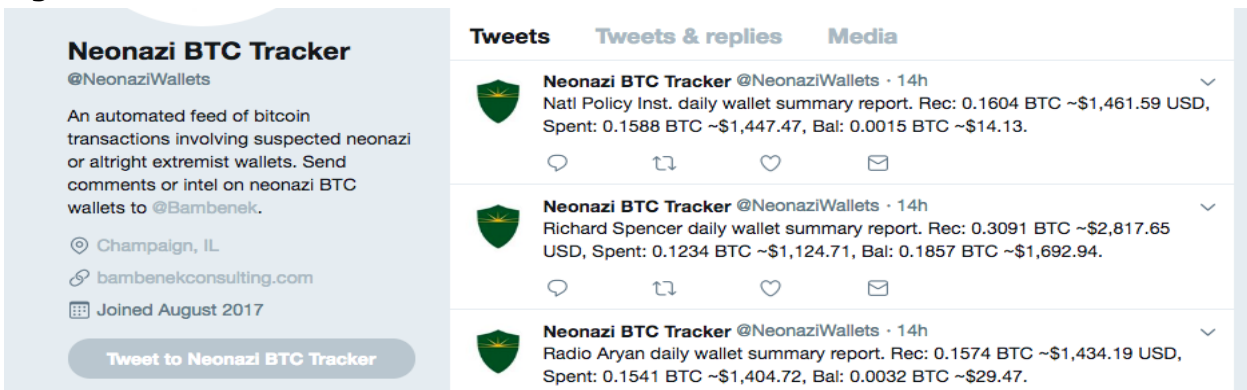 Neonazi BTC Tracker
@NeonaziWallets
An automated feed of bitcoin
transactions involving suspected neonazi
or altright extremist wallets. Send
comments or intel on neonazi BTC
wallets to @Bambenek.
Champaign, IL
bambenekconsulting.com
Joined August 2017
Tweet to Neonazi BTC Tracker
Tweets Tweets & replies Media
Neonazi BTC Tracker @NeonaziWallets · 14h
Natl Policy Inst. daily wallet summary report. Rec: 0.1604 BTC ~$1,461.59 USD,
Spent: 0.1588 BTC ~$1,447.47, Bal: 0.0015 BTC ~$14.13.
Neonazi BTC Tracker @NeonaziWallets · 14h
Richard Spencer daily wallet summary report. Rec: 0.3091 BTC ~$2,817.65
USD, Spent: 0.1234 BTC ~$1,124.71, Bal: 0.1857 BTC ~$1,692.94.
Neonazi BTC Tracker @NeonaziWallets · 14h
Radio Aryan daily wallet summary report. Rec: 0.1574 BTC ~$1,434.19 USD,
Spent: 0.1541 BTC ~$1,404.72, Bal: 0.0032 BTC ~$29.47.